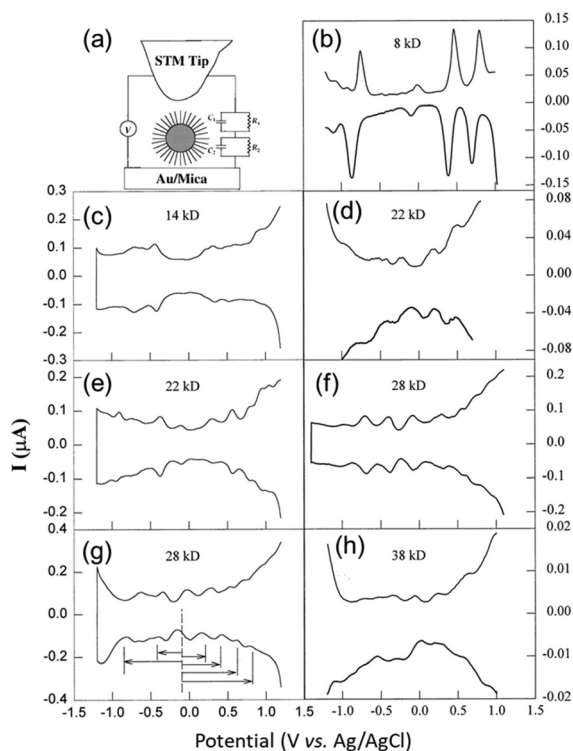 (a)
STM Tip
V
C1
R1
C2
R2
Au/Mica
(b)
8 kD
0.15
0.10
0.05
0.00
-0.05
-0.10
-0.15
(c)
14 kD
0.3
0.2
0.1
0.0
-0.1
-0.2
-0.3
(d)
22 kD
0.08
0.04
0.00
-0.04
-0.08
(e)
22 kD
0.2
0.1
0.0
-0.1
-0.2
(f)
28 kD
0.2
0.1
0.0
-0.1
-0.2
I (μA)
(g)
28 kD
0.4
0.2
0.0
-0.2
-0.4
(h)
38 kD
0.02
0.01
0.00
-0.01
-0.02
-1.5 -1.0 -0.5 0.0 0.5 1.0 -1.5 -1.0 -0.5 0.0 0.5 1.0 1.5
Potential (V vs. Ag/AgCl)